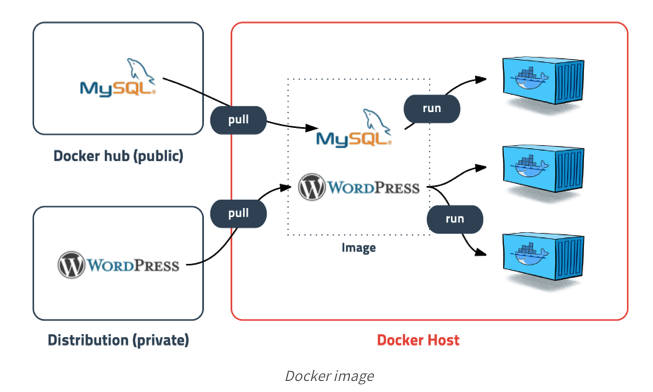 MySQL®
Docker hub (public)
pull
MySQL®
run
WORDPRESS
Image
pull
run
WORDPRESS
Distribution (private)
Docker Host
Docker image